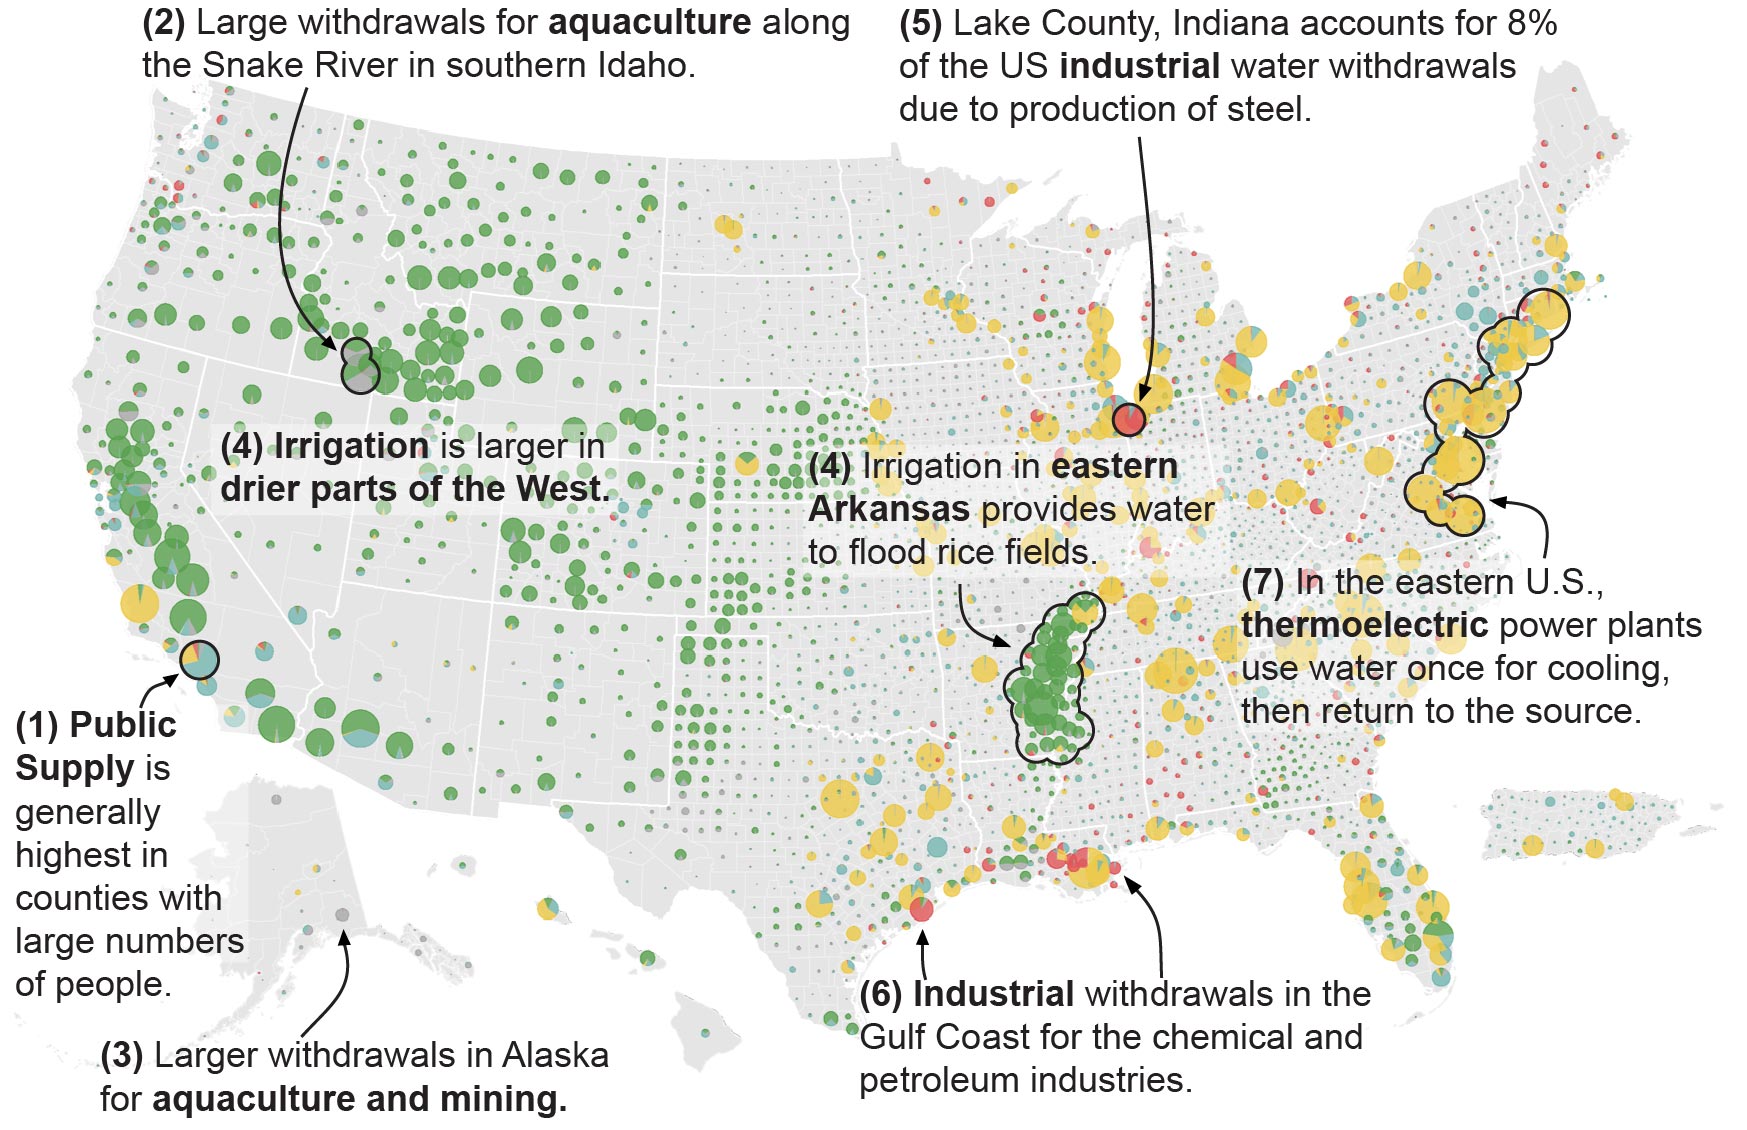 (2) Large withdrawals for aquaculture along
the Snake River in southern Idaho.
(5) Lake County, Indiana accounts for 8%
of the US industrial water withdrawals
due to production of steel.
(4) Irrigation is larger in
drier parts of the West.
(4) Irrigation in eastern
Arkansas provides water
to flood rice fields.
(7) In the eastern U.S.,
thermoelectric power plants
use water once for cooling,
then return to the source.
(1) Public
Supply is
generally
highest in
counties with
large numbers
of people.
(6) Industrial withdrawals in the
Gulf Coast for the chemical and
petroleum industries.
(3) Larger withdrawals in Alaska
for aquaculture and mining.